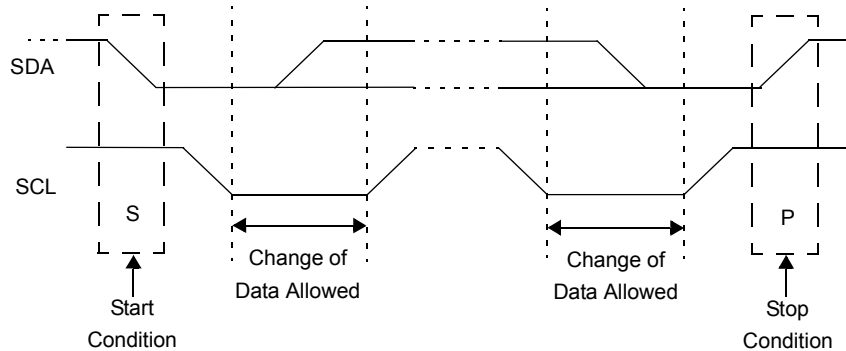 SDA
SCL
S
P
Change of
Data Allowed
Change of
Data Allowed
Start
Condition
Stop
Condition